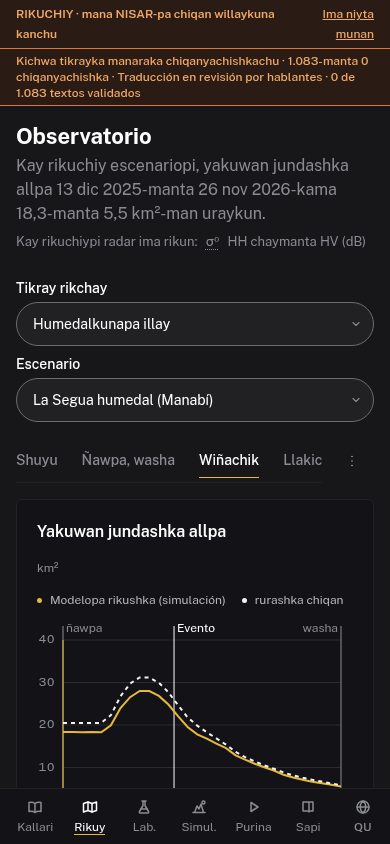 RIKUCHIY · mana NISAR-pa chiqan willaykuna kanchu
Ima niyta munan
Kichwa tikrayka manaraka chiqanyachishkachu · 1.083-manta 0
chiqanyachishka · Traducción en revisión por hablantes · 0 de
1.083 textos validados
Observatorio
Kay rikuchiy escenariopi, yakuwan jundashka
allpa 13 dic 2025-manta 26 nov 2026-kama
18,3-manta 5,5 km²-man uraykun.
Kay rikuchiypi radar ima rikun: σ⁰ HH chaymanta HV (dB)
Tikray rikchay
Humedalkunapa illay
Escenario
La Segua humedal (Manabí)
Shuyu Ñawpa, washa Wiñachik Llakic ⋮
Yakuwan jundashka allpa
km²
Modelopa rikushka (simulación) rurashka chiqan
ñawpa Evento washa
40
30
20
10
Kallari Rikuy Lab. Simul. Purina Sapi QU